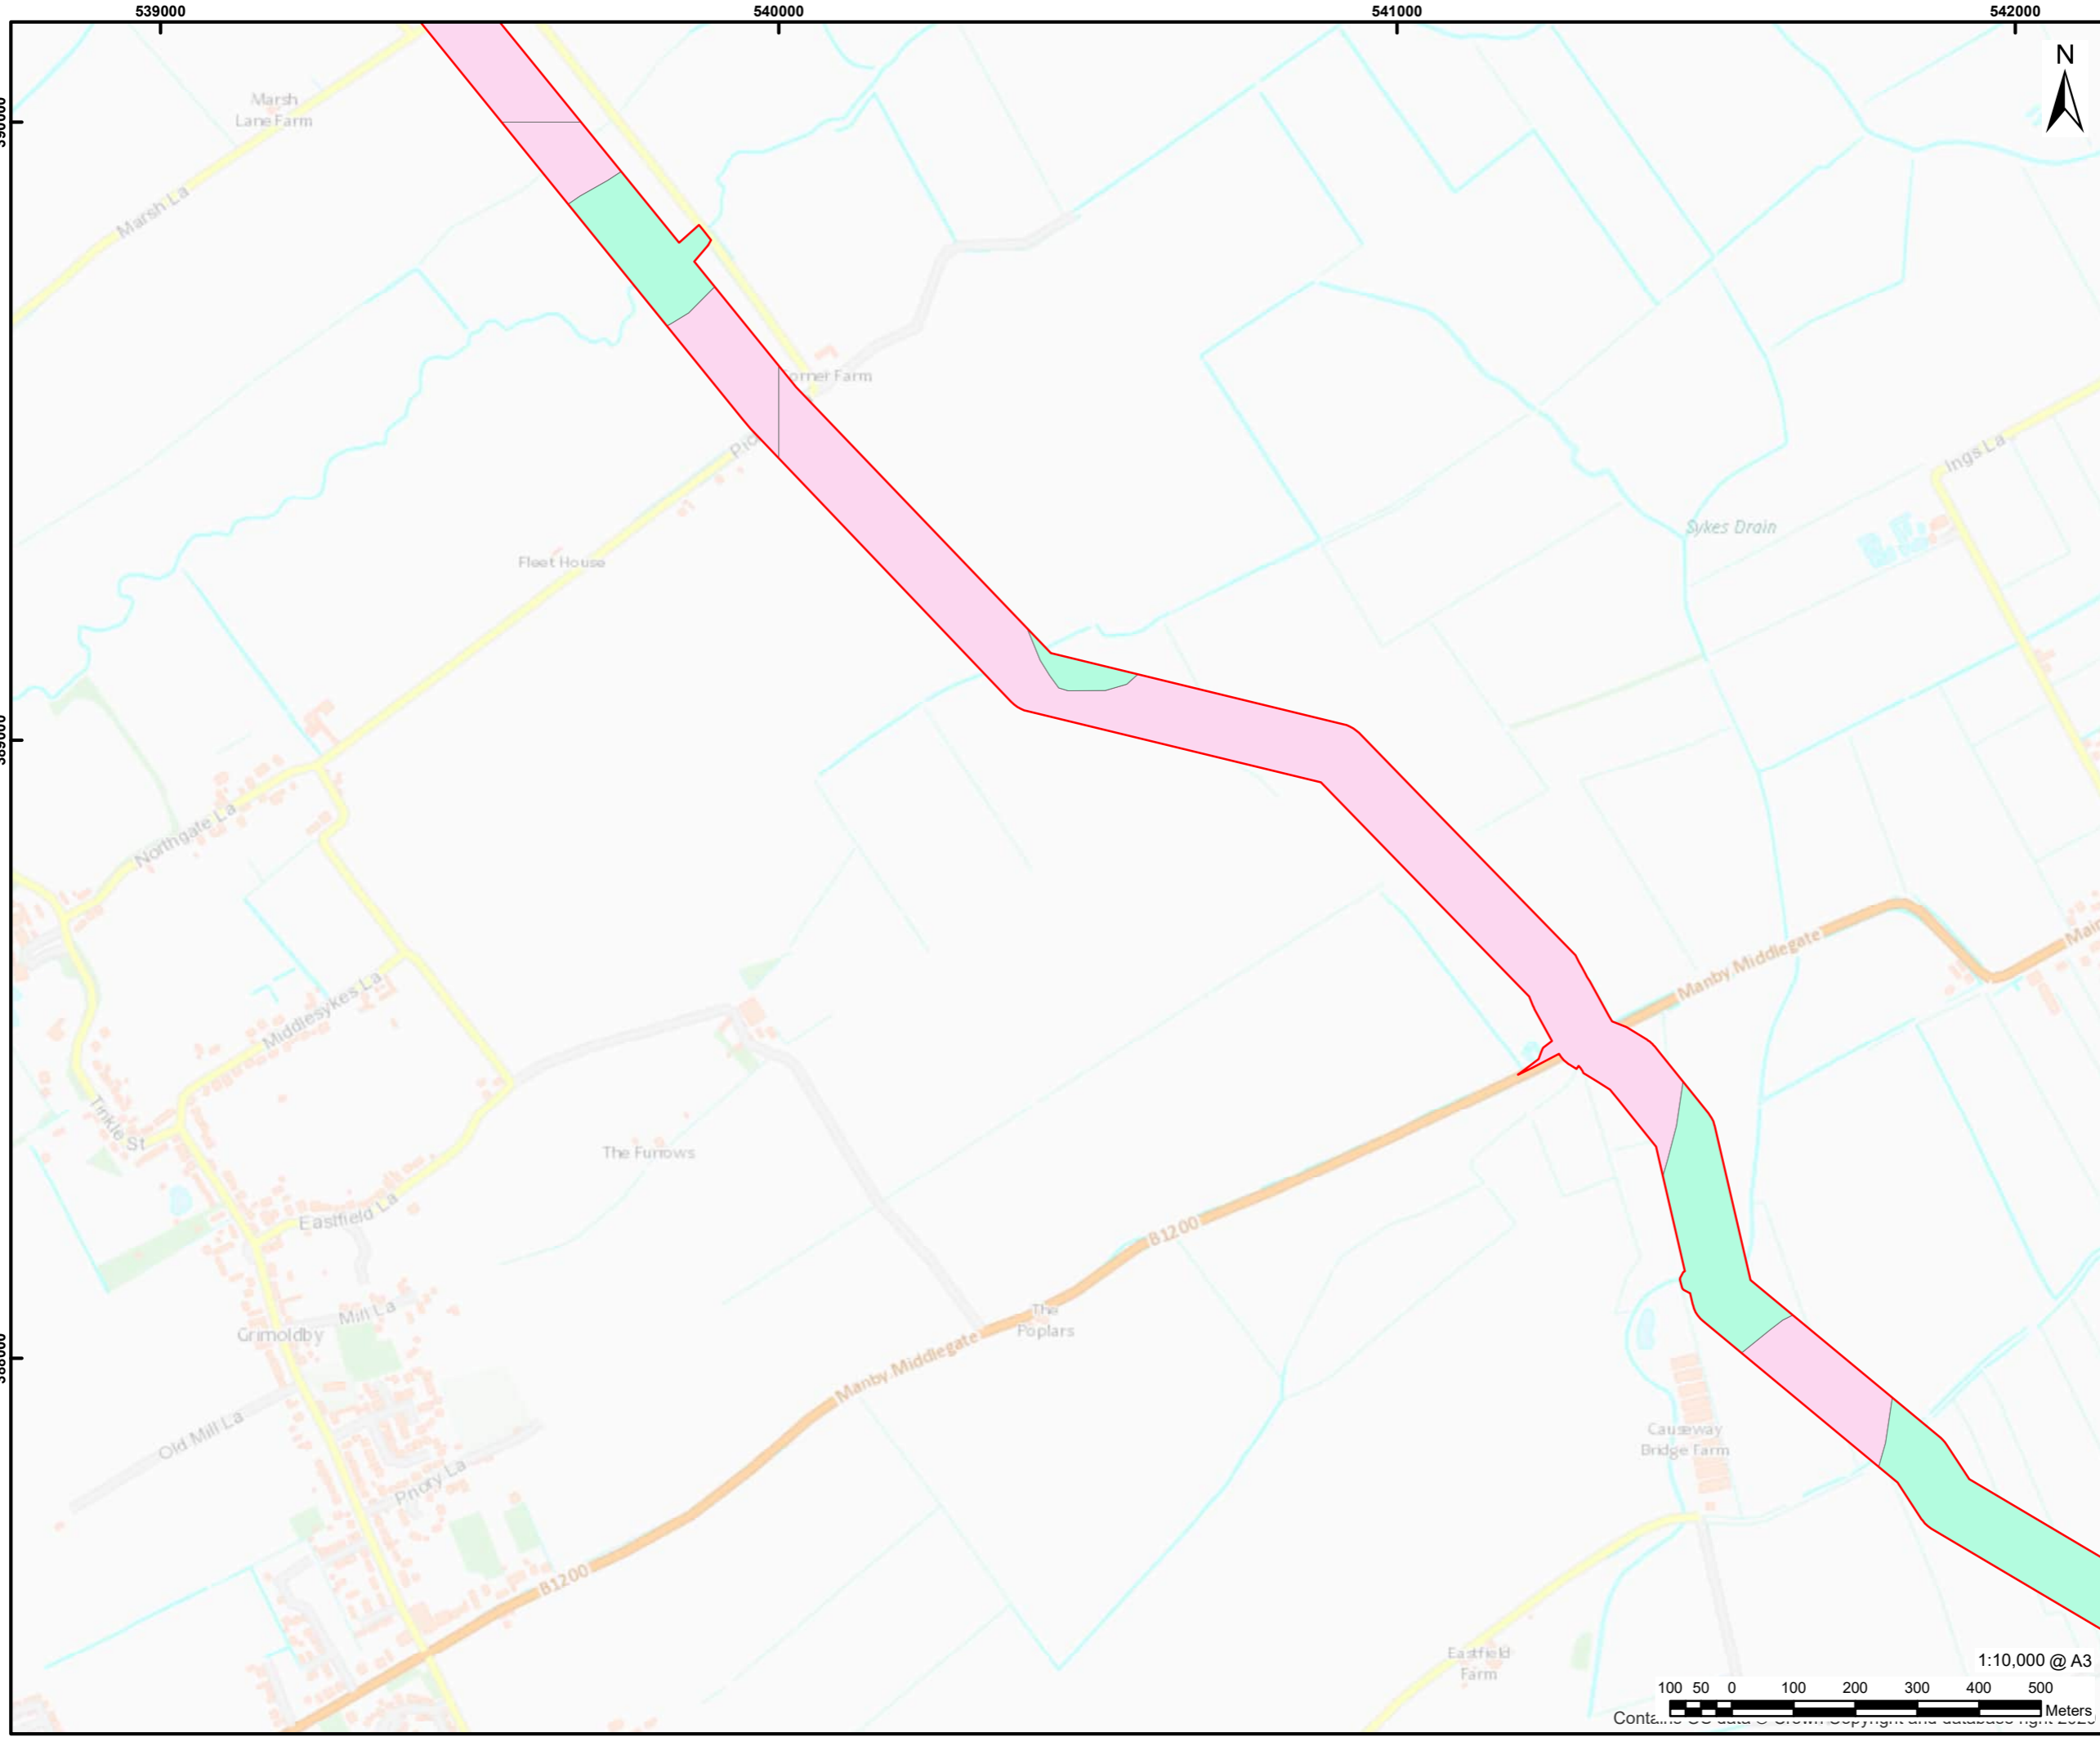 539000
540000
541000
542000
N
Marsh
Lane Farm
Marsh La
orner Farm
Ings La
Sykes Drain
Fleet House
Northgate La
Manby Middlegate
Middlesykes La
Tinkle St
The Furrows
Eastfield La
B1200
Mill La
The
Poplars
Grimoldby
Manby Middlegate
Old Mill La
Causeway
Bridge Farm
Priory La
B1200
Eastfield
Farm
1:10,000 @ A3
100 50 0 100 200 300 400 500
Meters